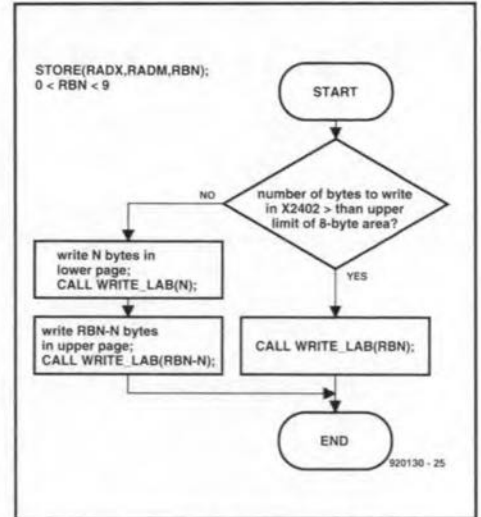 STORE(RADX,RADM,RBN);
0 < RBN < 9
START
number of bytes to write
in X2402 > than upper
limit of 8-byte area?
NO
YES
write N bytes in
lower page;
CALL WRITE_LAB(N);
write RBN-N bytes
in upper page;
CALL WRITE_LAB(RBN-N);
CALL WRITE_LAB(RBN);
END
920130 - 25